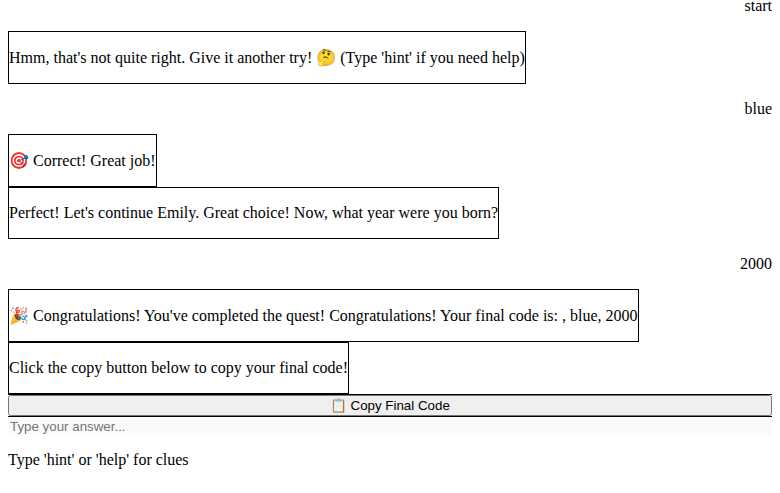 start
Hmm, that's not quite right. Give it another try! 🤔 (Type 'hint' if you need help)
blue
🎯 Correct! Great job!
Perfect! Let's continue Emily. Great choice! Now, what year were you born?
2000
🎉 Congratulations! You've completed the quest! Congratulations! Your final code is: , blue, 2000
Click the copy button below to copy your final code!
📋 Copy Final Code
Type your answer...
Type 'hint' or 'help' for clues